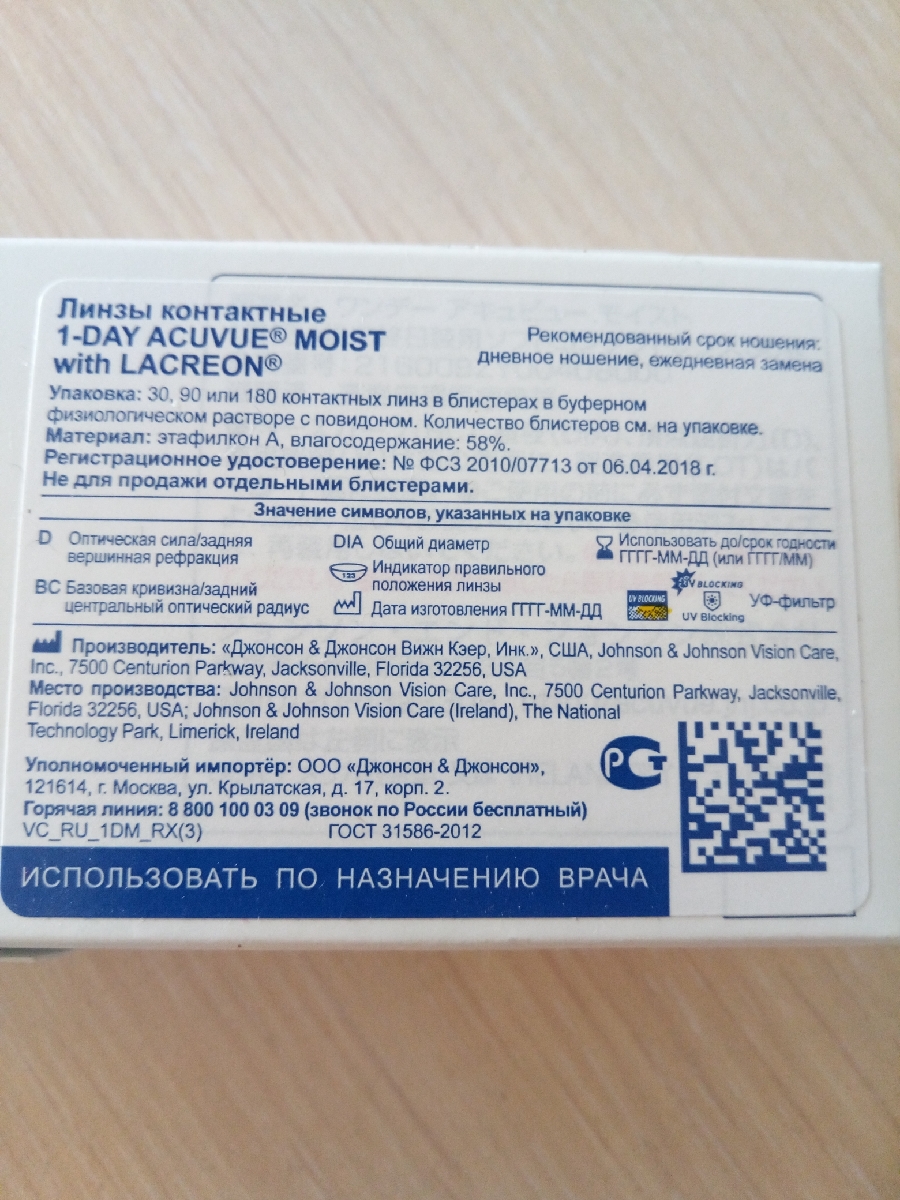 Линзы контактные
1-DAY ACUVUE® MOIST
with LACREON®
Рекомендованный срок ношения:
дневное ношение, ежедневная замена
Упаковка: 30, 90 или 180 контактных линз в блистерах в буферном
физиологическом растворе с повидоном. Количество блистеров см. на упаковке.
Материал: этафилкон А, влагосодержание: 58%.
Регистрационное удостоверение: № ФСЗ 2010/07713 от 06.04.2018 г.
Не для продажи отдельными блистерами.
Значение символов, указанных на упаковке
D Оптическая сила/задняя
вершинная рефракция
BC Базовая кривизна/задний
центральный оптический радиус
DIA Общий диаметр
123 Индикатор правильного
положения линзы
Дата изготовления ГГГГ-ММ-ДД
Использовать до/срок годности
ГГГГ-ММ-ДД (или ГГГГ/ММ)
UV BLOCKING
UV BLOCKING
UV Blocking
УФ-фильтр
Производитель: «Джонсон & Джонсон Вижн Кэер, Инк.», США, Johnson & Johnson Vision Care,
Inc., 7500 Centurion Parkway, Jacksonville, Florida 32256, USA
Место производства: Johnson & Johnson Vision Care, Inc., 7500 Centurion Parkway, Jacksonville,
Florida 32256, USA; Johnson & Johnson Vision Care (Ireland), The National
Technology Park, Limerick, Ireland
Уполномоченный импортёр: ООО «Джонсон & Джонсон»,
121614, г. Москва, ул. Крылатская, д. 17, корп. 2.
Горячая линия: 8 800 100 03 09 (звонок по России бесплатный)
VC_RU_1DM_RX(3) ГОСТ 31586-2012
ИСПОЛЬЗОВАТЬ ПО НАЗНАЧЕНИЮ ВРАЧА